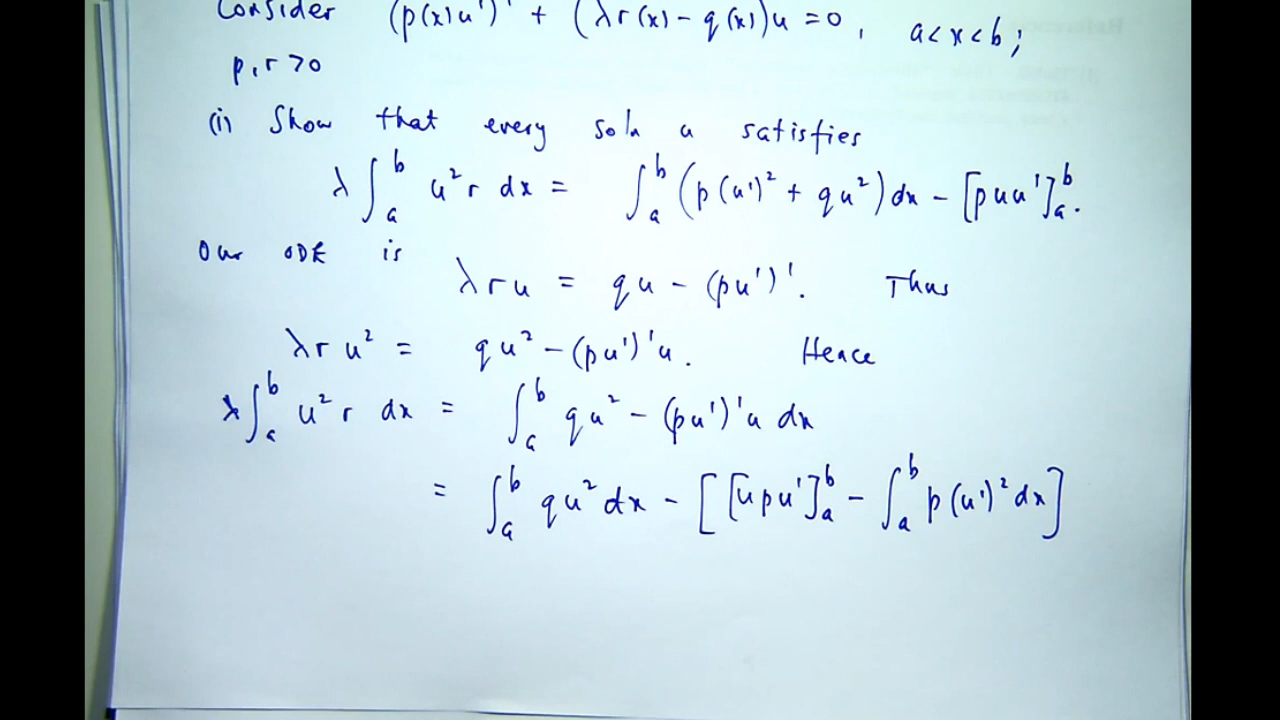 Consider (p(x)u')' + (λr(x) - q(x))u = 0, a<x<b;
p,r >0
(i) Show that every soln u satisfies
λ∫_a^b u² r dx = ∫_a^b (p(u')² + qu²)dx - [puu']_a^b.
Our ODE is
λru = qu - (pu')'. Thus
λru² = qu² - (pu')'u. Hence
λ∫_a^b u² r dx = ∫_a^b qu² - (pu')'u dx
= ∫_a^b qu² dx - [[upu']_a^b - ∫_a^b p(u')² dx]